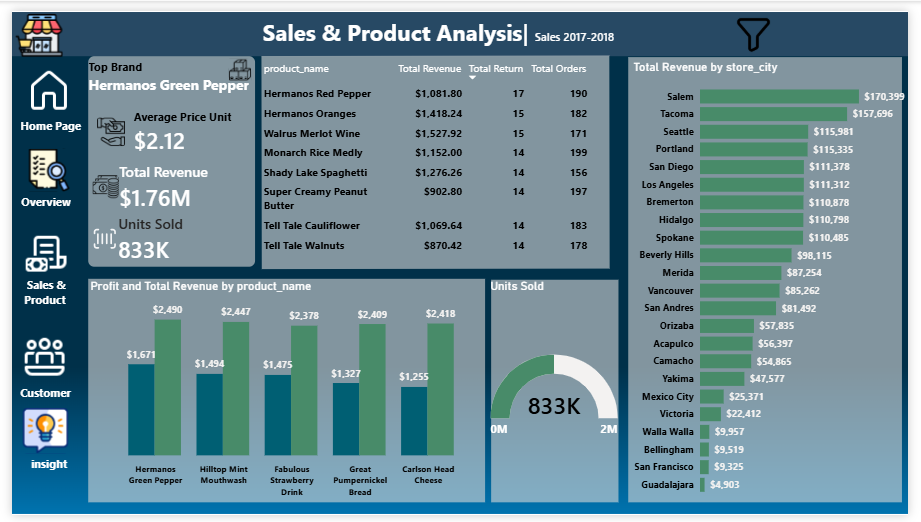 Sales & Product Analysis| Sales 2017-2018
Home Page
Overview
Sales &
Product
Customer
insight
Top Brand
Hermanos Green Pepper
Average Price Unit
$2.12
Total Revenue
$1.76M
Units Sold
833K
product_name Total Revenue Total Return Total Orders
Hermanos Red Pepper $1,081.80 17 190
Hermanos Oranges $1,418.24 15 182
Walrus Merlot Wine $1,527.92 15 171
Monarch Rice Medly $1,152.00 14 199
Shady Lake Spaghetti $1,276.26 14 156
Super Creamy Peanut $902.80 14 197
Butter
Tell Tale Cauliflower $1,069.64 14 183
Tell Tale Walnuts $870.42 14 178
Profit and Total Revenue by product_name
$1,671 $2,490
$1,494 $2,447
$1,475 $2,378
$1,327 $2,409
$1,255 $2,418
Hermanos
Green Pepper
Hilltop Mint
Mouthwash
Fabulous
Strawberry
Drink
Great
Pumpernickel
Bread
Carlson Head
Cheese
Units Sold
833K
0M 2M
Total Revenue by store_city
Salem $170,399
Tacoma $157,696
Seattle $115,981
Portland $115,335
San Diego $111,378
Los Angeles $111,312
Bremerton $110,878
Hidalgo $110,798
Spokane $110,485
Beverly Hills $98,115
Merida $87,254
Vancouver $85,262
San Andres $81,492
Orizaba $57,835
Acapulco $56,397
Camacho $54,865
Yakima $47,577
Mexico City $25,371
Victoria $22,412
Walla Walla $9,957
Bellingham $9,519
San Francisco $9,325
Guadalajara $4,903